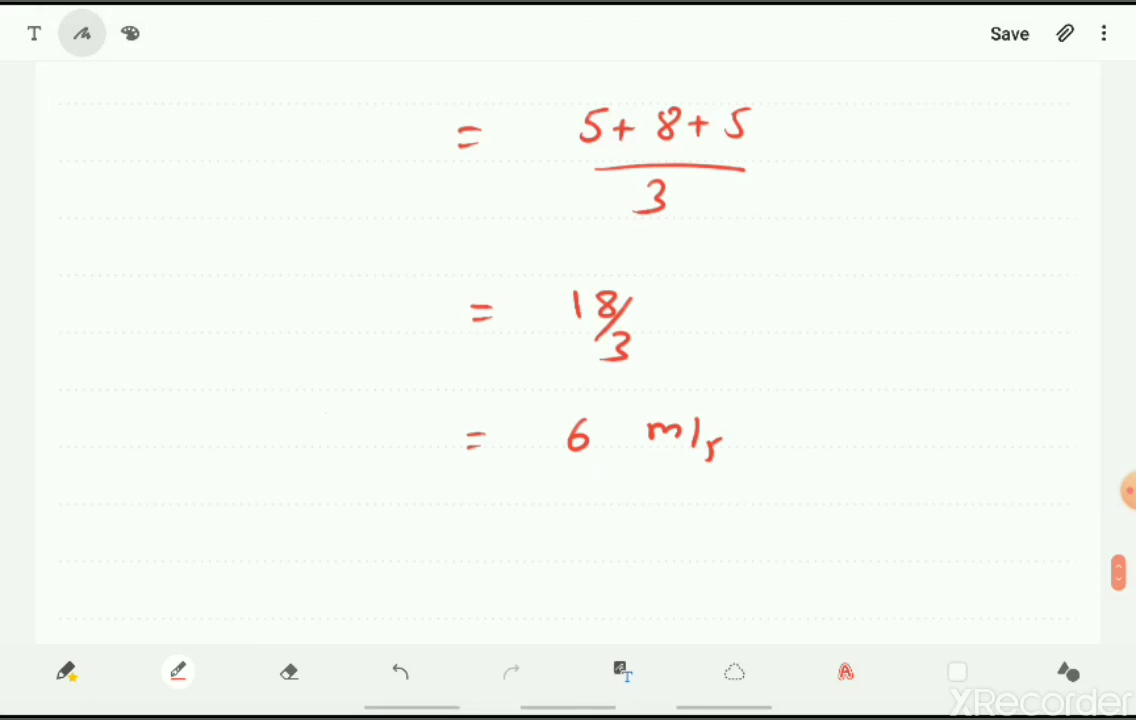 T Save
= 5 + 8 + 5
3
= 18/3
= 6 m/s
T A
XRecorder